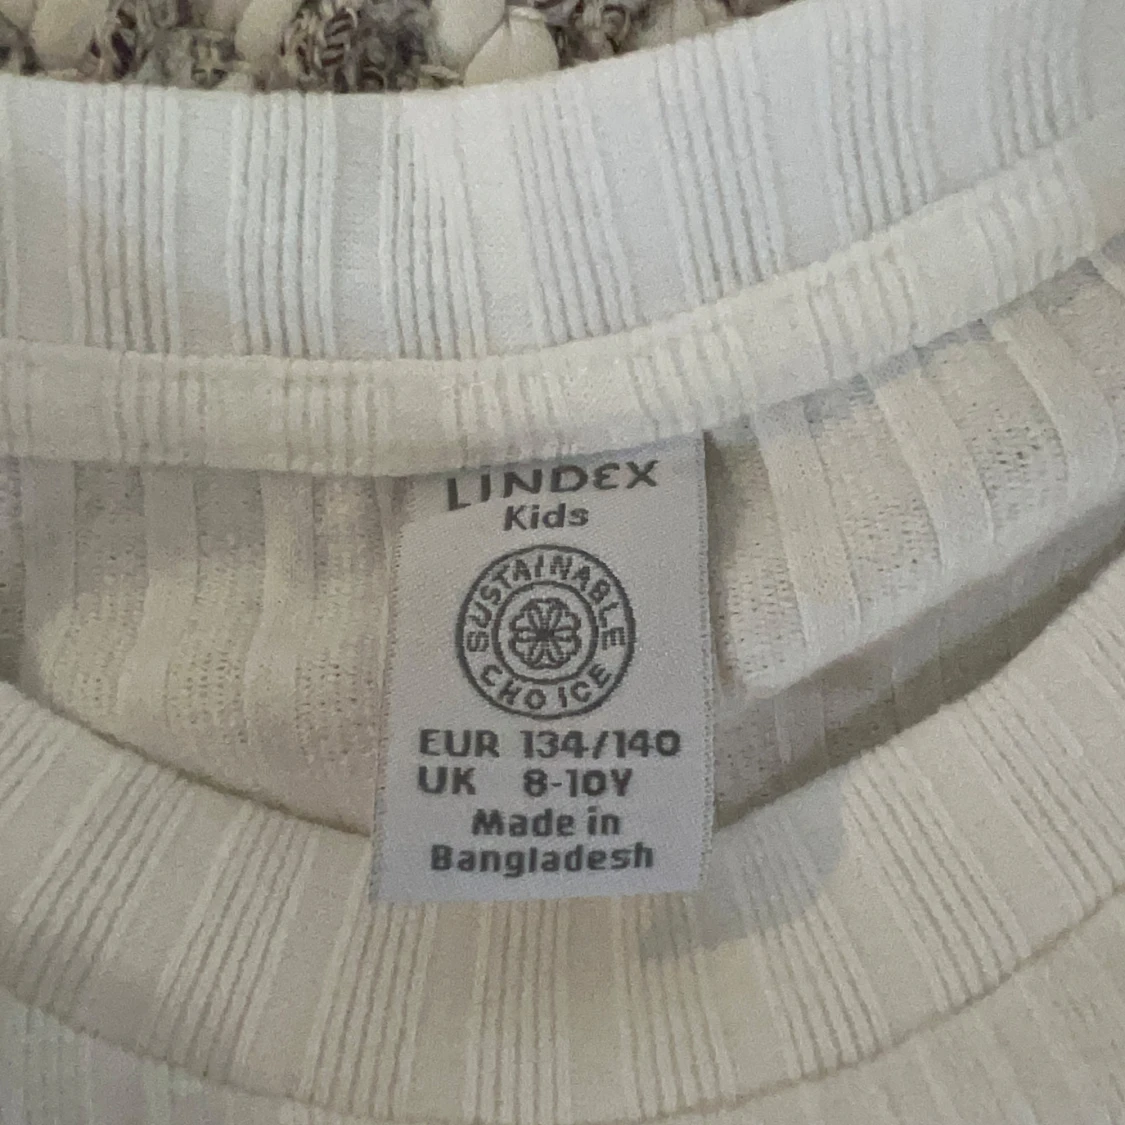 LINDEX
Kids
SUSTAINABLE
CHOICE
EUR 134/140
UK 8-10Y
Made in
Bangladesh